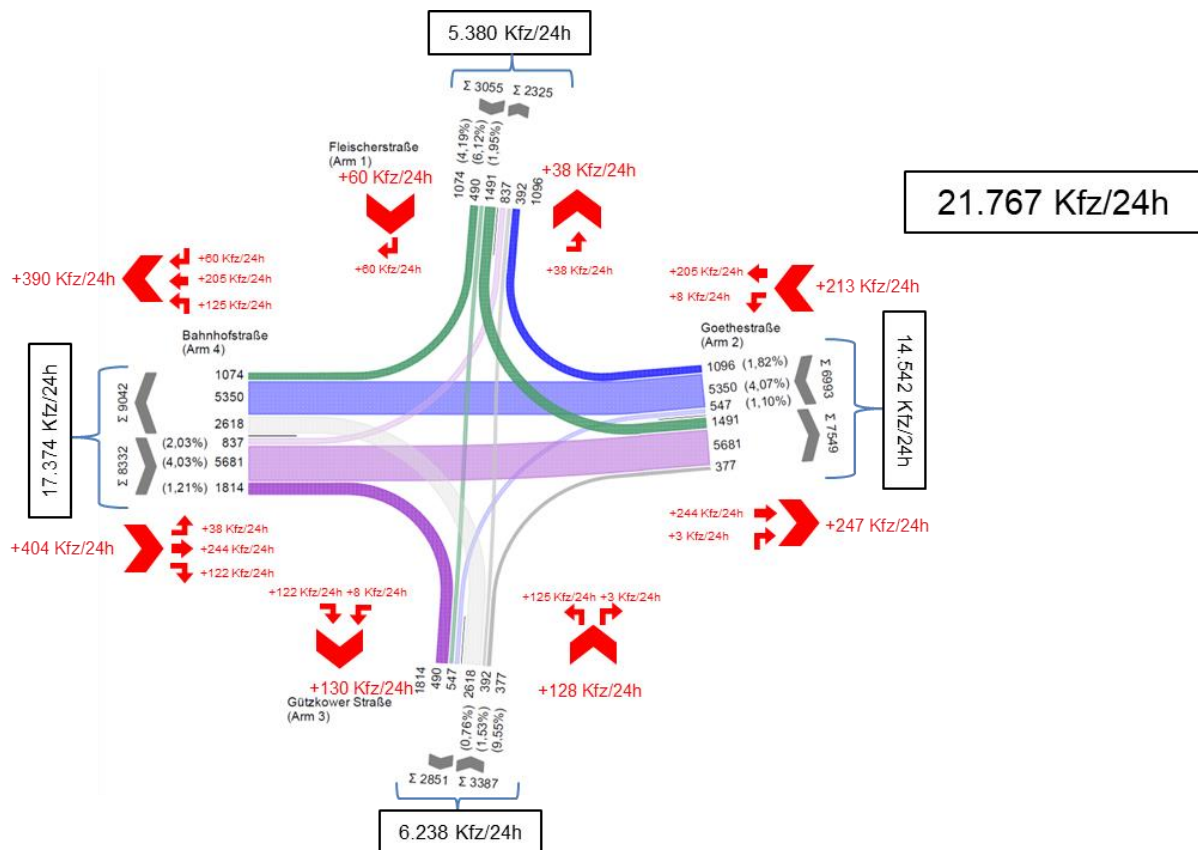 5.380 Kfz/24h
Σ 3055
Σ 2325
(4,19%)
(6,12%)
(1,95%)
1074
490
1491
837
392
1096
Fleischerstraße
(Arm 1)
+60 Kfz/24h
+60 Kfz/24h
+38 Kfz/24h
+38 Kfz/24h
21.767 Kfz/24h
+390 Kfz/24h
+60 Kfz/24h
+205 Kfz/24h
+125 Kfz/24h
+205 Kfz/24h
+8 Kfz/24h
+213 Kfz/24h
Bahnhofstraße
(Arm 4)
Goethestraße
(Arm 2)
17.374 Kfz/24h
Σ 9042
Σ 8332
1074
5350
2618
(2,03%) 837
(4,03%) 5681
(1,21%) 1814
1096 (1,82%)
5350 (4,07%)
547 (1,10%)
1491
5681
377
Σ 6993
Σ 7549
14.542 Kfz/24h
+404 Kfz/24h
+38 Kfz/24h
+244 Kfz/24h
+122 Kfz/24h
+244 Kfz/24h
+3 Kfz/24h
+247 Kfz/24h
+122 Kfz/24h +8 Kfz/24h
+130 Kfz/24h
+125 Kfz/24h +3 Kfz/24h
+128 Kfz/24h
Gützkower Straße
(Arm 3)
1814
490
547
2618
392
377
(0,76%)
(1,53%)
(9,55%)
Σ 2851
Σ 3387
6.238 Kfz/24h